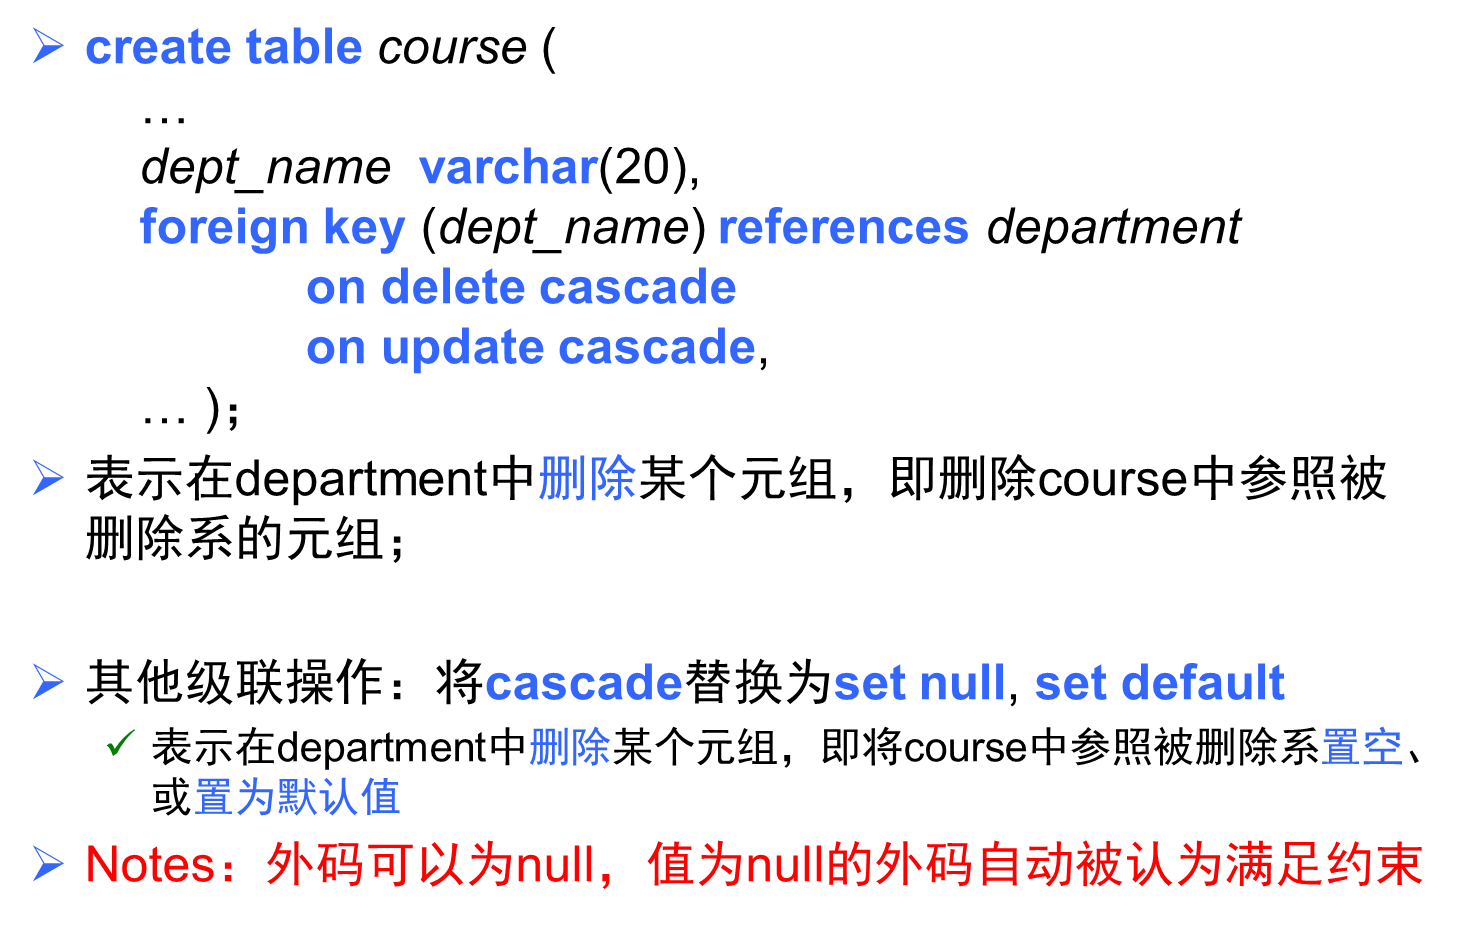 ➢ create table course (
…
dept_name varchar(20),
foreign key (dept_name) references department
on delete cascade
on update cascade,
… );
➢ 表示在department中删除某个元组，即删除course中参照被
删除系的元组；
➢ 其他级联操作：将cascade替换为set null, set default
✓ 表示在department中删除某个元组，即将course中参照被删除系置空、
或置为默认值
➢ Notes：外码可以为null，值为null的外码自动被认为满足约束